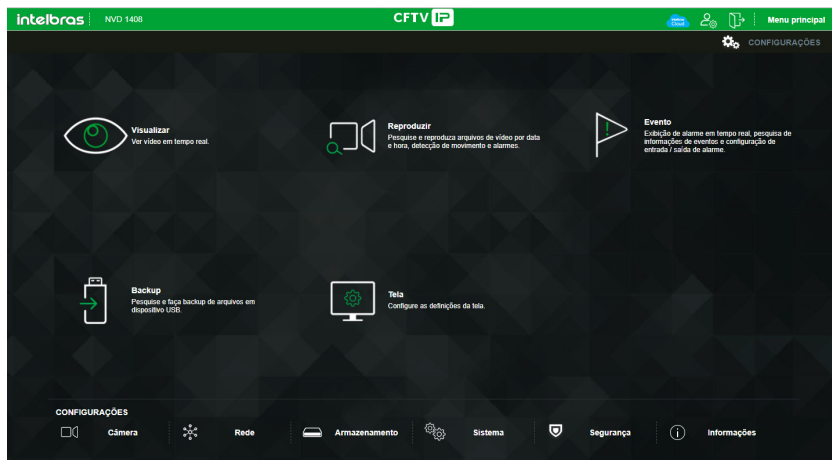 intelbras NVD 1408 CFTV IP Intelbras Cloud Menu principal
CONFIGURAÇÕES
Visualizar
Ver vídeo em tempo real.
Reproduzir
Pesquise e reproduza arquivos de vídeo por data
e hora, detecção de movimento e alarmes.
Evento
Exibição de alarme em tempo real, pesquisa de
informações de eventos e configuração de
entrada / saída de alarme.
Backup
Pesquise e faça backup de arquivos em
dispositivo USB.
Tela
Configure as definições da tela.
CONFIGURAÇÕES
Câmera Rede Armazenamento Sistema Segurança Informações